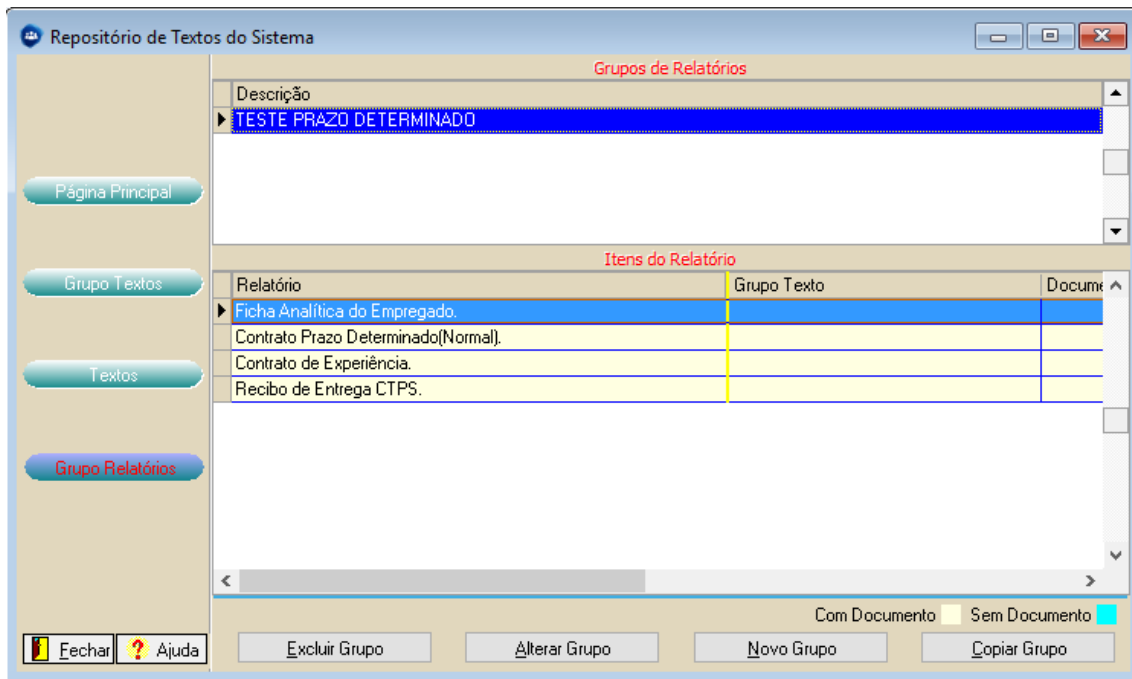 Repositório de Textos do Sistema
Grupos de Relatórios
Descrição
TESTE PRAZO DETERMINADO
Página Principal
Itens do Relatório
Grupo Textos
Relatório Grupo Texto Docume
Ficha Analítica do Empregado.
Contrato Prazo Determinado(Normal).
Contrato de Experiência.
Textos
Recibo de Entrega CTPS.
Grupo Relatórios
Com Documento Sem Documento
Fechar ? Ajuda Excluir Grupo Alterar Grupo Novo Grupo Copiar Grupo